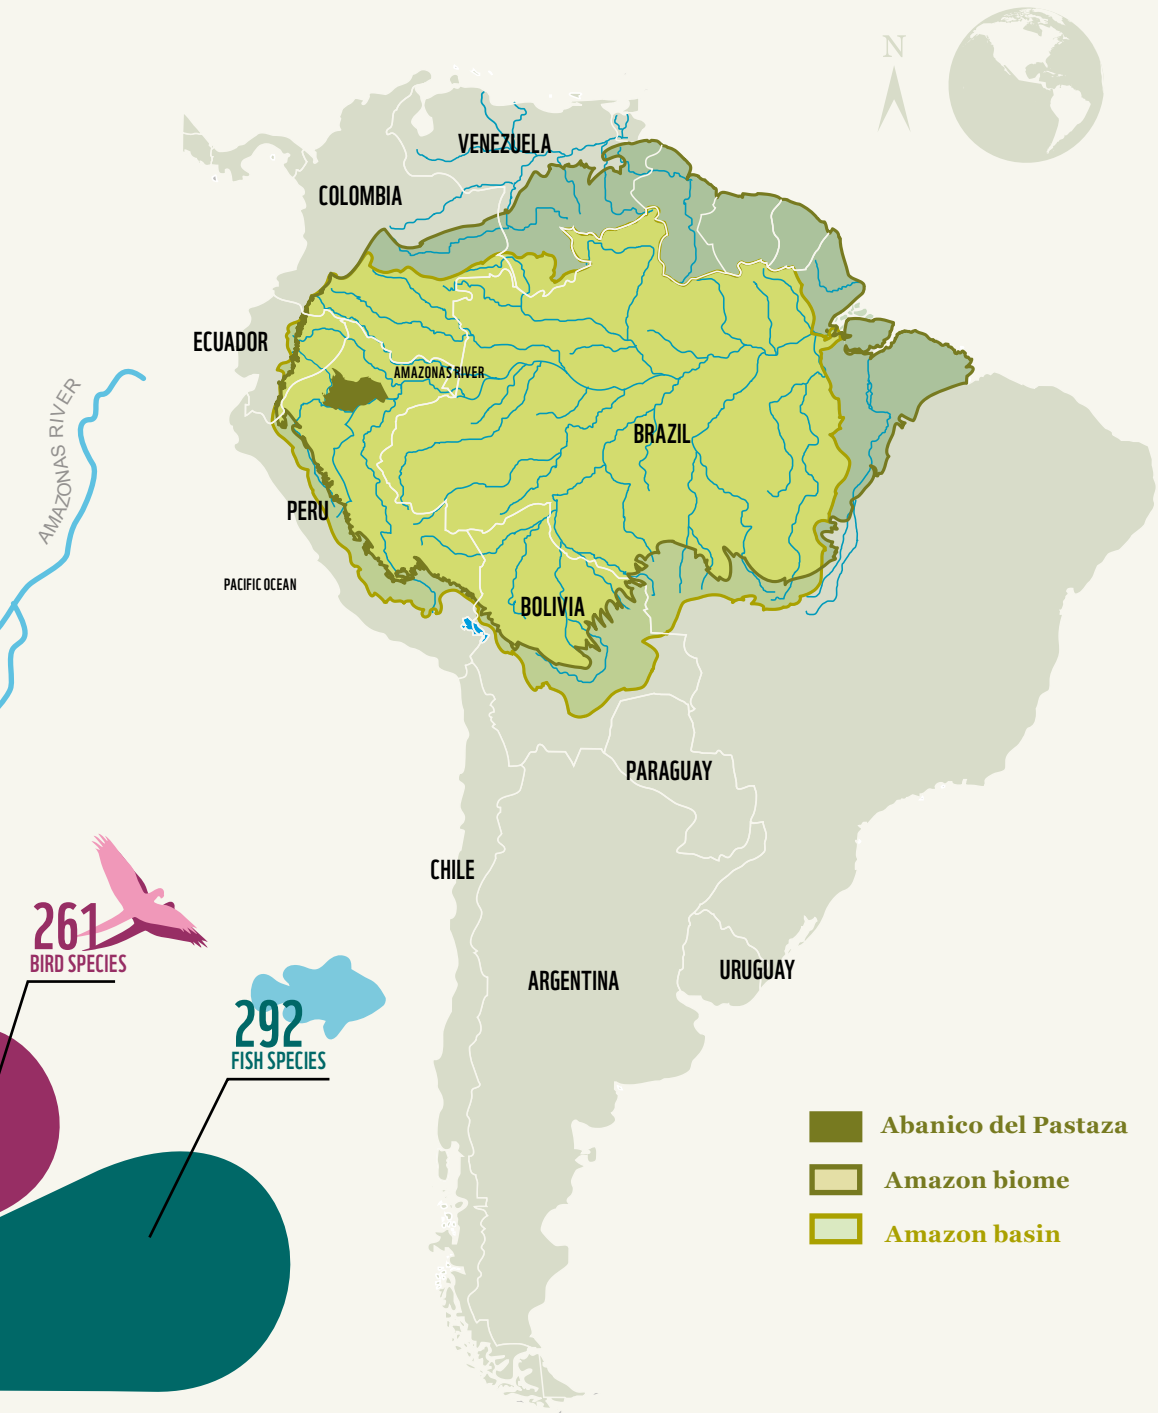 N
VENEZUELA
COLOMBIA
ECUADOR
AMAZONAS RIVER
AMAZONAS RIVER
BRAZIL
PERU
PACIFIC OCEAN
BOLIVIA
PARAGUAY
CHILE
261
BIRD SPECIES
URUGUAY
ARGENTINA
292
FISH SPECIES
Abanico del Pastaza
Amazon biome
Amazon basin